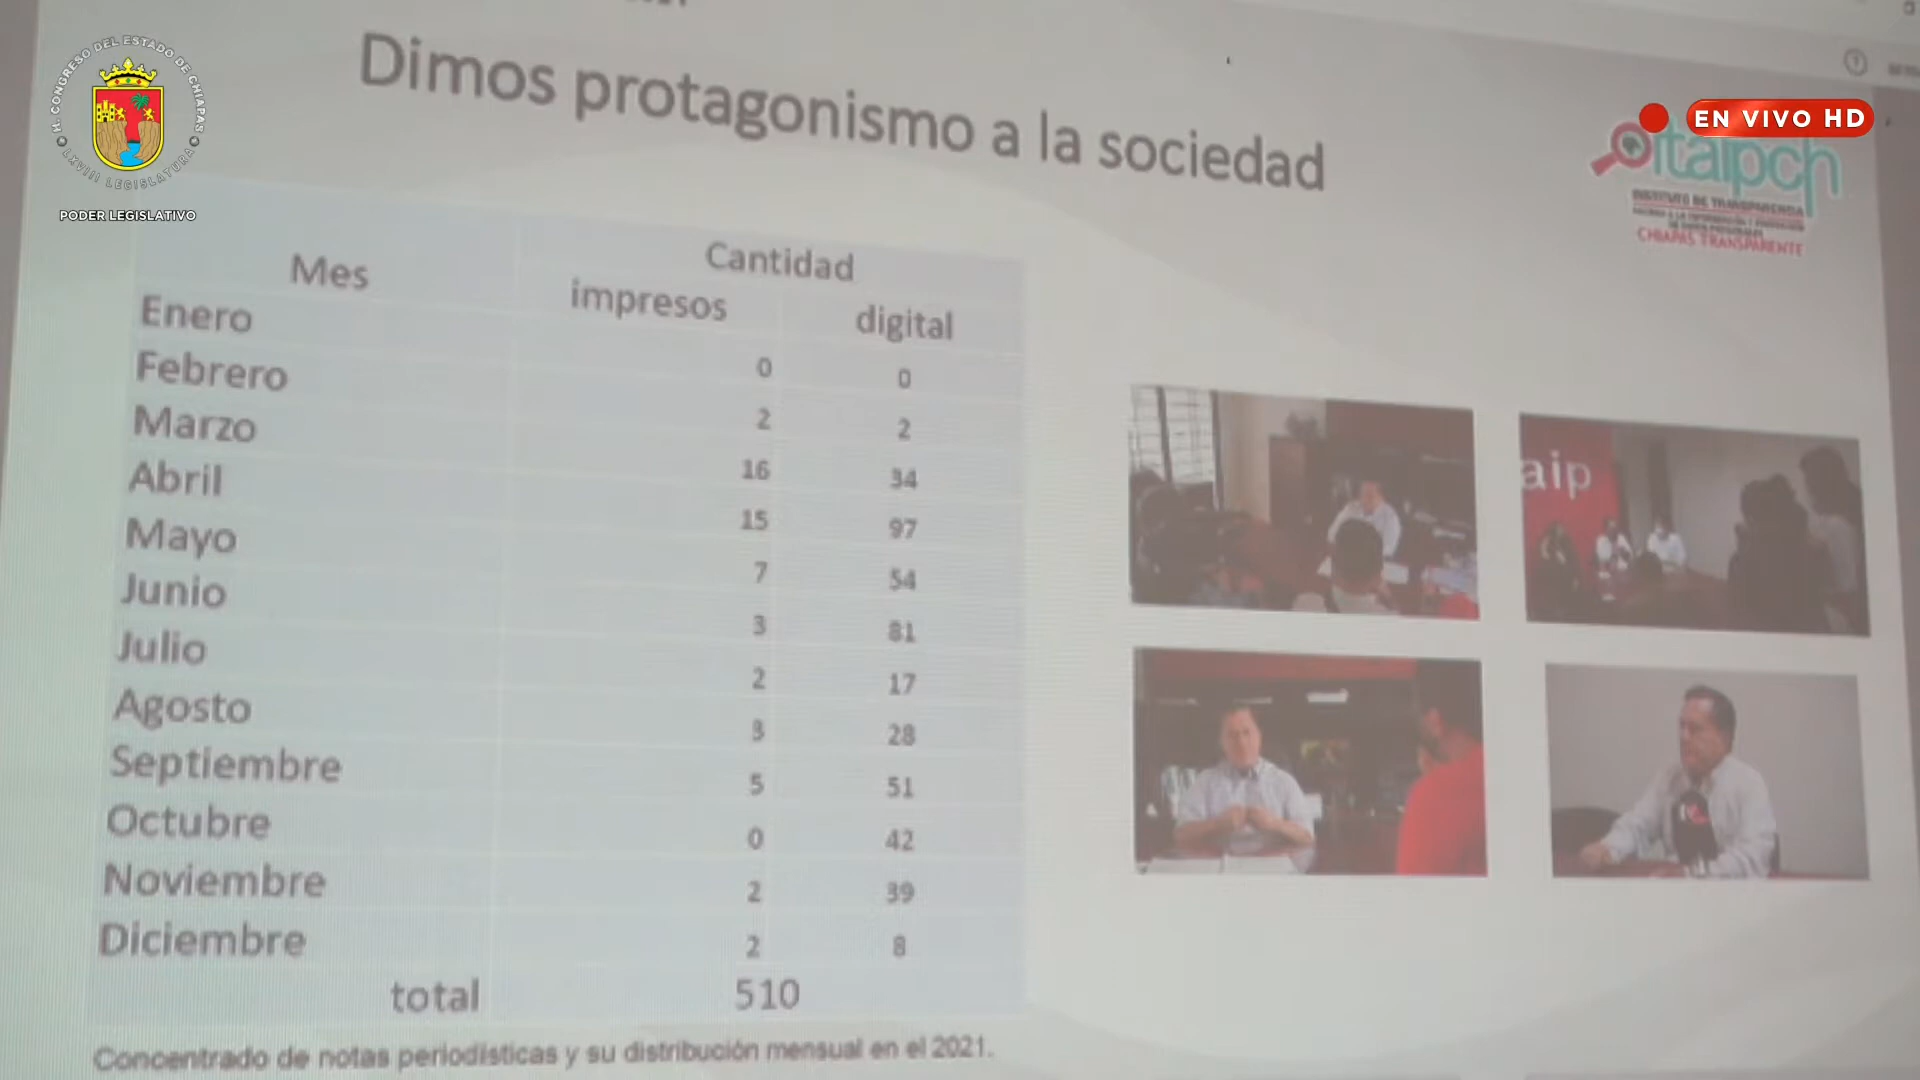 H. CONGRESO DEL ESTADO DE CHIAPAS
LXVIII LEGISLATURA
PODER LEGISLATIVO
Dimos protagonismo a la sociedad
EN VIVO HD
itaipch
INSTITUTO DE TRANSPARENCIA
CHIAPAS TRANSPARENTE
Mes Cantidad
impresos digital
Enero 0 0
Febrero 2 2
Marzo 16 34
Abril 15 97
Mayo 7 54
Junio 3 81
Julio 2 17
Agosto 3 28
Septiembre 5 51
Octubre 0 42
Noviembre 2 39
Diciembre 2 8
total 510
Concentrado de notas periodísticas y su distribución mensual en el 2021.
aip